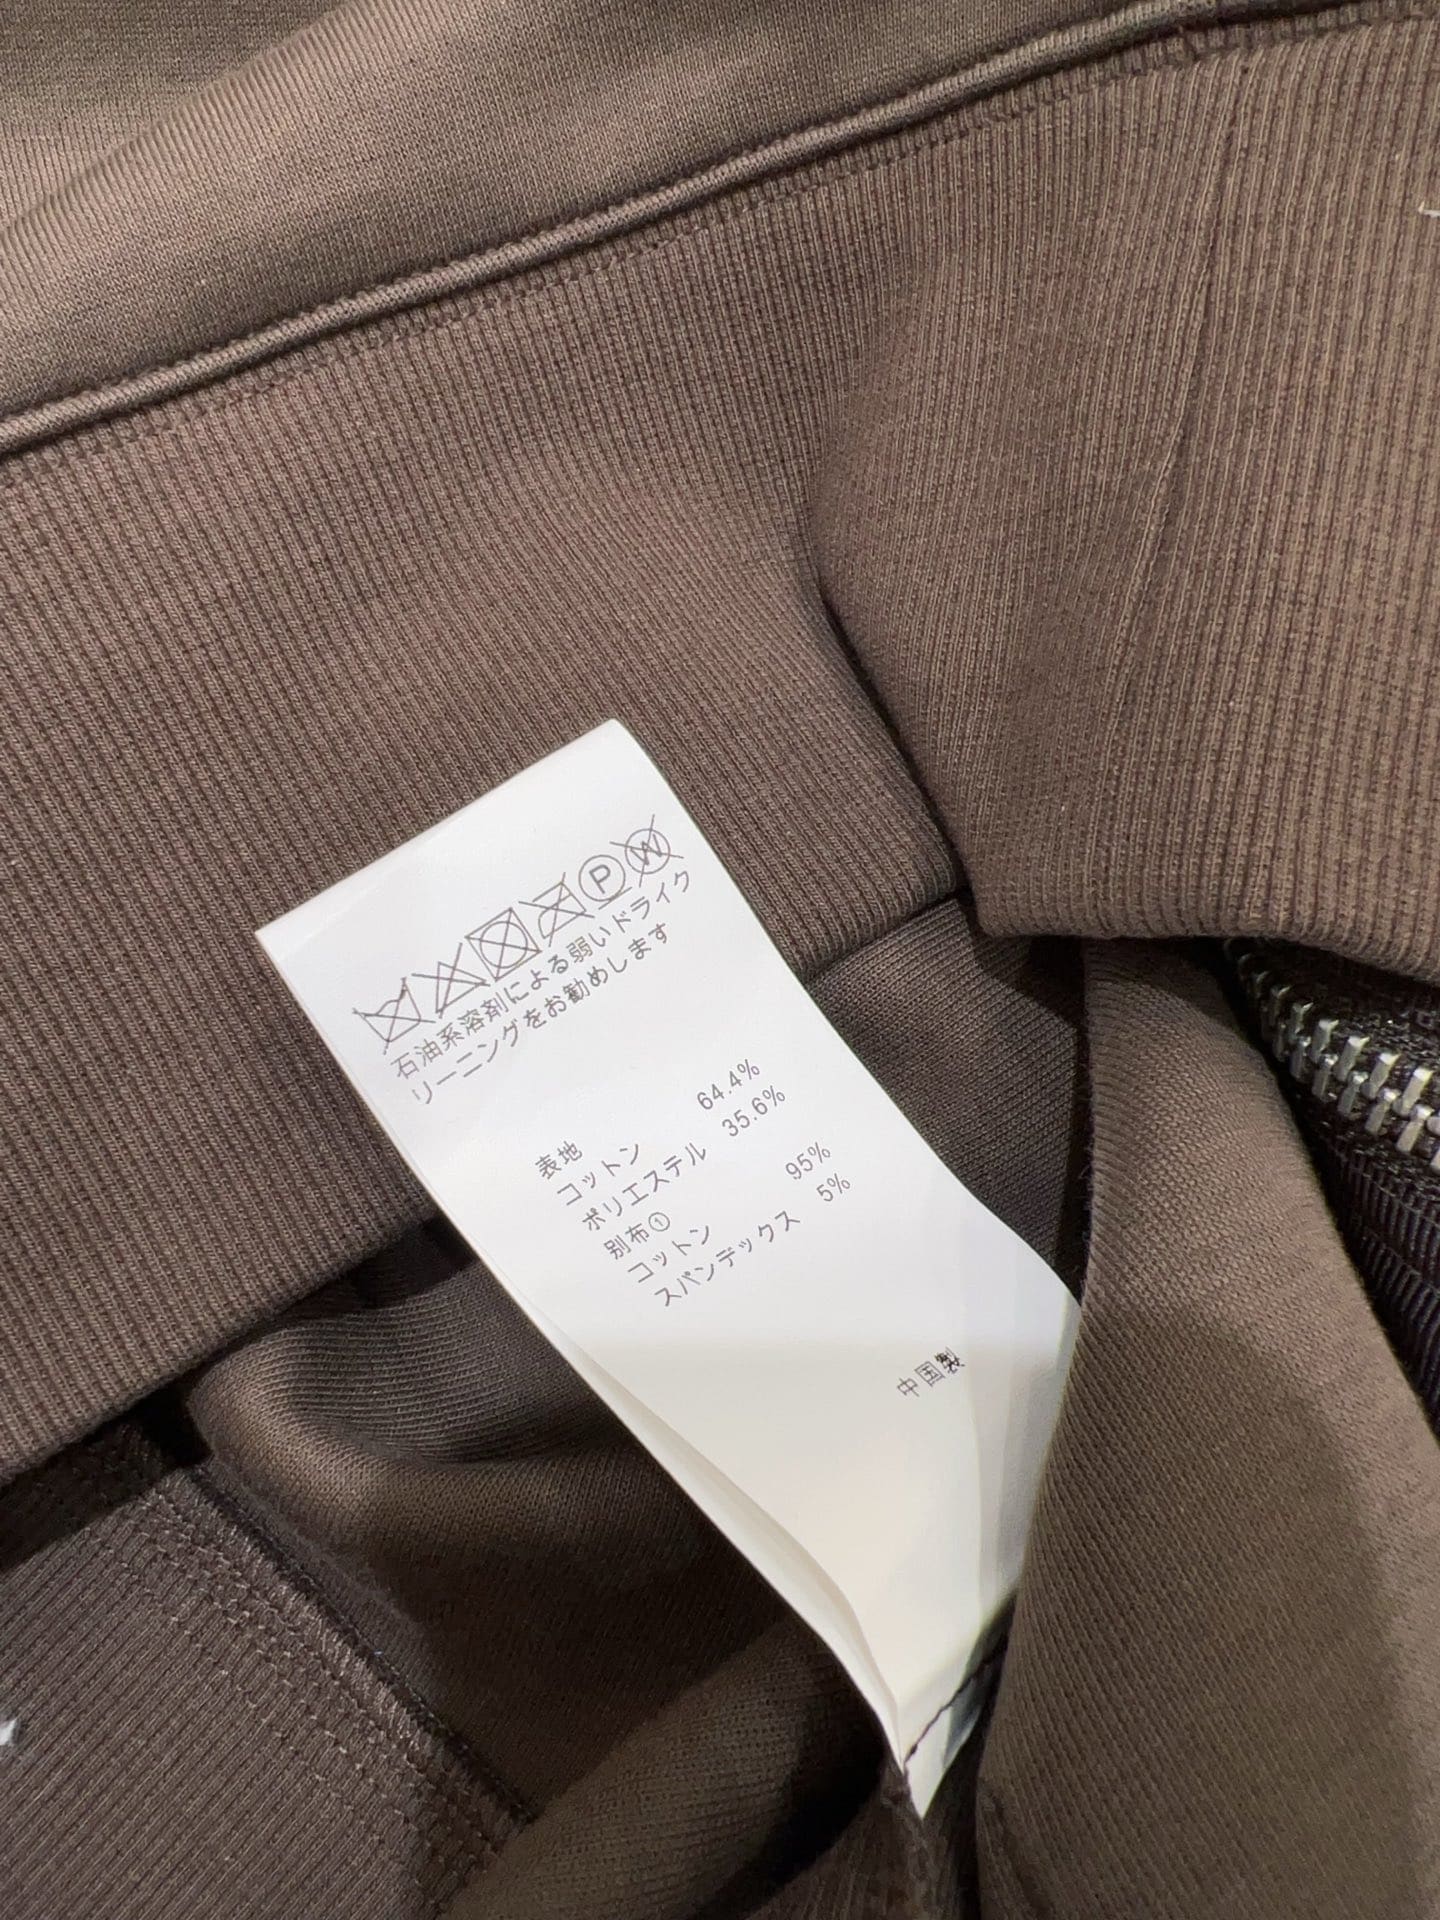 P W
石油系溶剤による弱いドライク
リーニングをお勧めします
表地
コットン 64.4%
ポリエステル 35.6%
別布①
コットン 95%
スパンデックス 5%
中国製